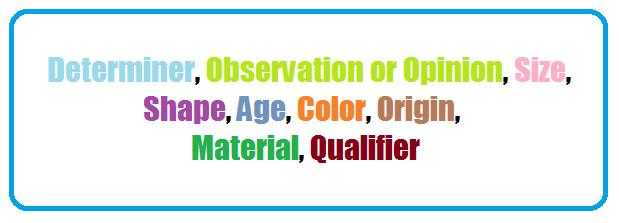 Determiner, Observation or Opinion, Size,
Shape, Age, Color, Origin,
Material, Qualifier